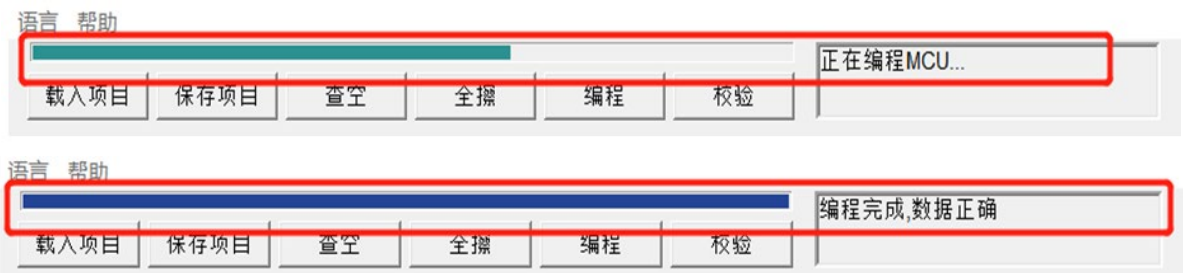 语言 帮助
正在编程MCU...
载入项目 保存项目 查空 全擦 编程 校验
语言 帮助
编程完成,数据正确
载入项目 保存项目 查空 全擦 编程 校验